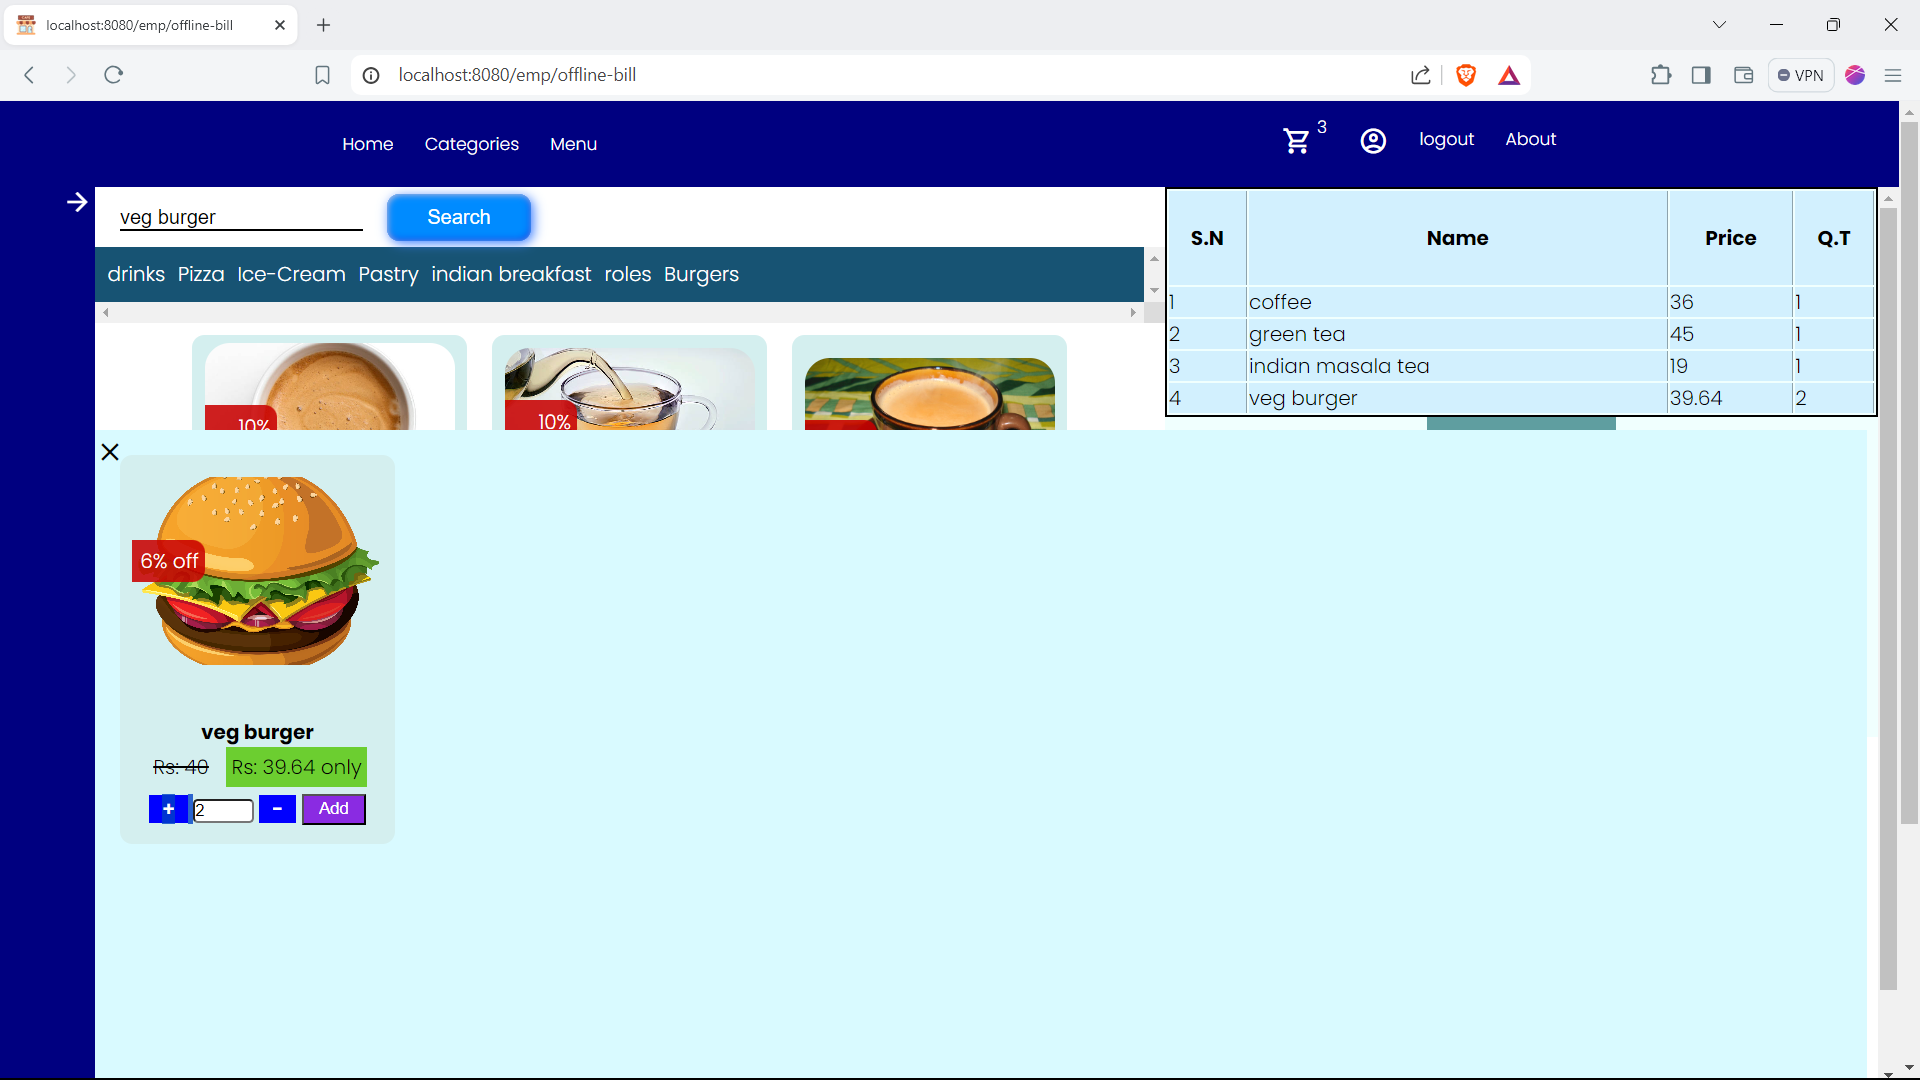 localhost:8080/emp/offline-bill
localhost:8080/emp/offline-bill
VPN
Home Categories Menu
3
logout About
veg burger
Search
drinks Pizza Ice-Cream Pastry indian breakfast roles Burgers
S.N Name Price Q.T
1 coffee 36 1
2 green tea 45 1
3 indian masala tea 19 1
4 veg burger 39.64 2
10%
10%
6% off
veg burger
Rs: 40 Rs: 39.64 only
+ 2 - Add